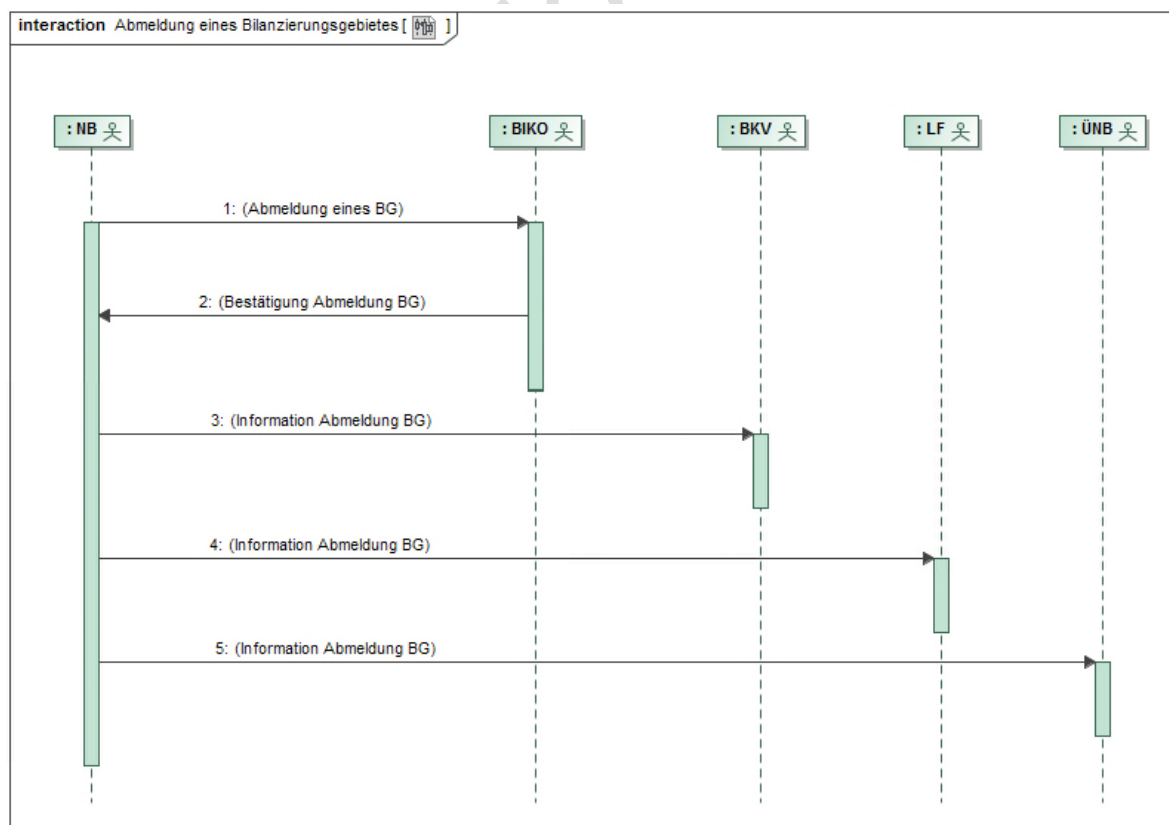 interaction Abmeldung eines Bilanzierungsgebietes [ ]
: NB
: BIKO
: BKV
: LF
: ÜNB
1: (Abmeldung eines BG)
2: (Bestätigung Abmeldung BG)
3: (Information Abmeldung BG)
4: (Information Abmeldung BG)
5: (Information Abmeldung BG)